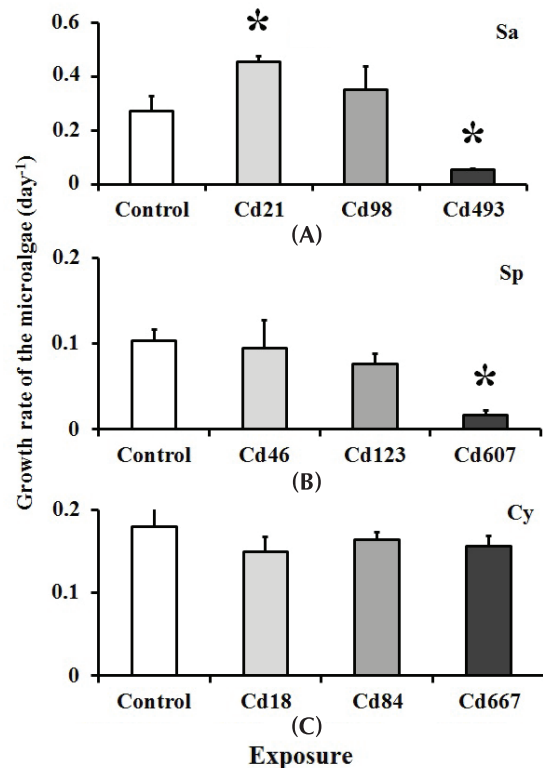 Growth rate of the microalgae (day-1)
0.6
Sa
*
0.4
*
0.2
0
Control Cd21 Cd98 Cd493
(A)
0.2
Sp
0.1
*
0
Control Cd46 Cd123 Cd607
(B)
0.2
Cy
0.1
0
Control Cd18 Cd84 Cd667
(C)
Exposure